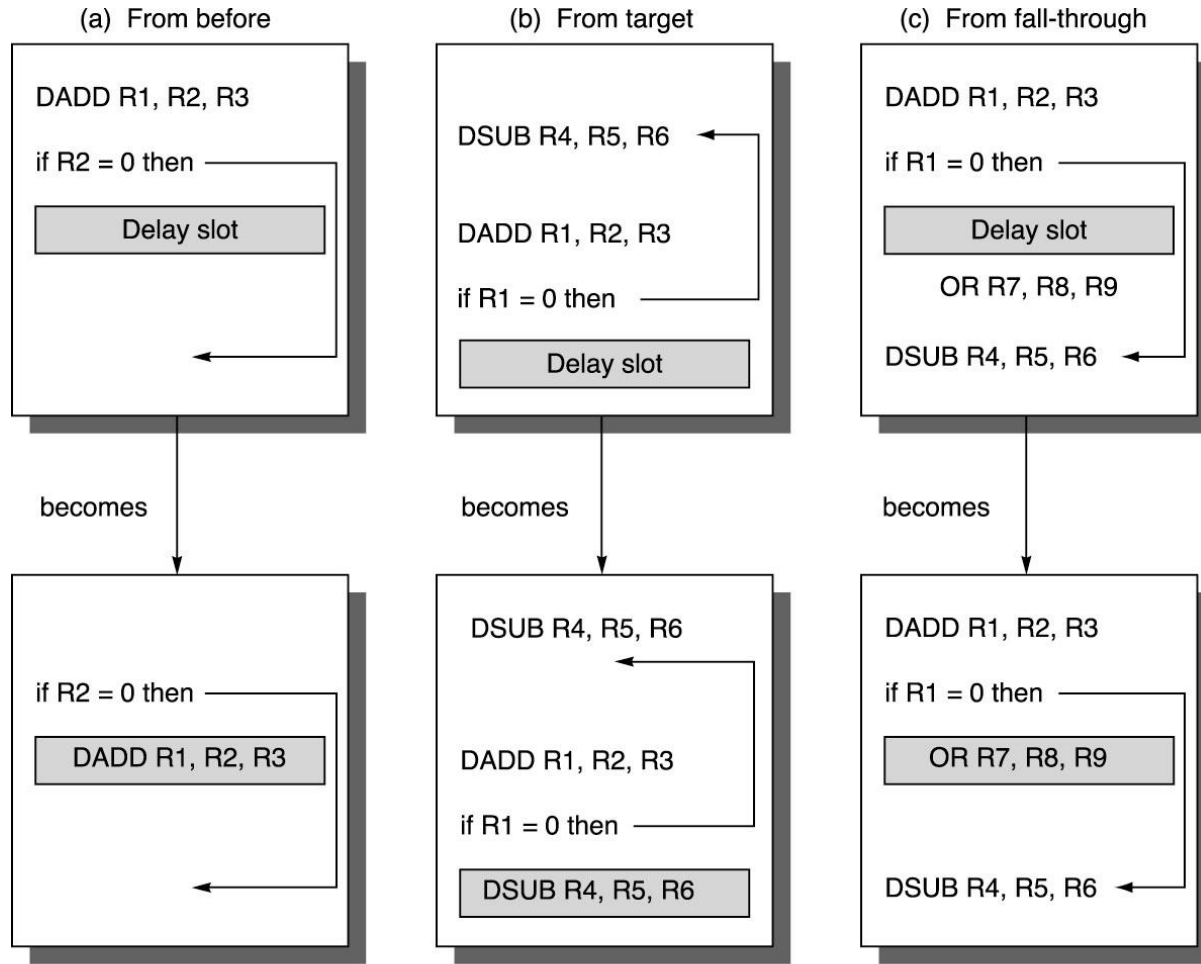 (a) From before
DADD R1, R2, R3
if R2 = 0 then
Delay slot
becomes
if R2 = 0 then
DADD R1, R2, R3
(b) From target
DSUB R4, R5, R6
DADD R1, R2, R3
if R1 = 0 then
Delay slot
becomes
DSUB R4, R5, R6
DADD R1, R2, R3
if R1 = 0 then
DSUB R4, R5, R6
(c) From fall-through
DADD R1, R2, R3
if R1 = 0 then
Delay slot
OR R7, R8, R9
DSUB R4, R5, R6
becomes
DADD R1, R2, R3
if R1 = 0 then
OR R7, R8, R9
DSUB R4, R5, R6